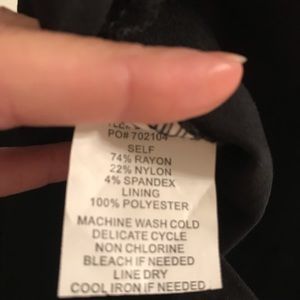 PO# 702104
SELF
74% RAYON
22% NYLON
4% SPANDEX
LINING
100% POLYESTER
MACHINE WASH COLD
DELICATE CYCLE
NON CHLORINE
BLEACH IF NEEDED
LINE DRY
COOL IRON IF NEEDED